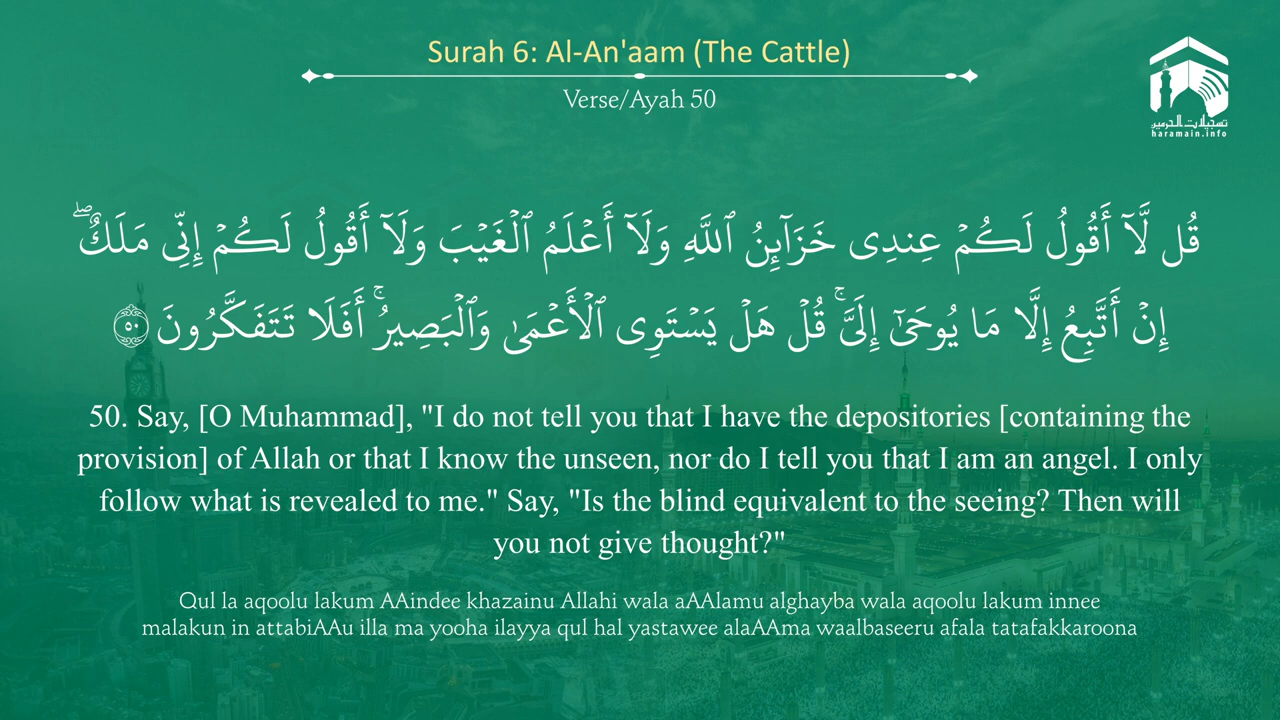 Surah 6: Al-An'aam (The Cattle)
Verse/Ayah 50
تسجيلات الحرمين
haramain.info
قُل لَّآ أَقُولُ لَكُمْ عِندِى خَزَآئِنُ ٱللَّهِ وَلَآ أَعْلَمُ ٱلْغَيْبَ وَلَآ أَقُولُ لَكُمْ إِنِّى مَلَكٌ ۖ
إِنْ أَتَّبِعُ إِلَّا مَا يُوحَىٰٓ إِلَىَّ ۚ قُلْ هَلْ يَسْتَوِى ٱلْأَعْمَىٰ وَٱلْبَصِيرُ ۚ أَفَلَا تَتَفَكَّرُونَ ۝٥٠
50. Say, [O Muhammad], "I do not tell you that I have the depositories [containing the
provision] of Allah or that I know the unseen, nor do I tell you that I am an angel. I only
follow what is revealed to me." Say, "Is the blind equivalent to the seeing? Then will
you not give thought?"
Qul la aqoolu lakum AAindee khazainu Allahi wala aAAlamu alghayba wala aqoolu lakum innee
malakun in attabiAAu illa ma yooha ilayya qul hal yastawee alaAAma waalbaseeru afala tatafakkaroona